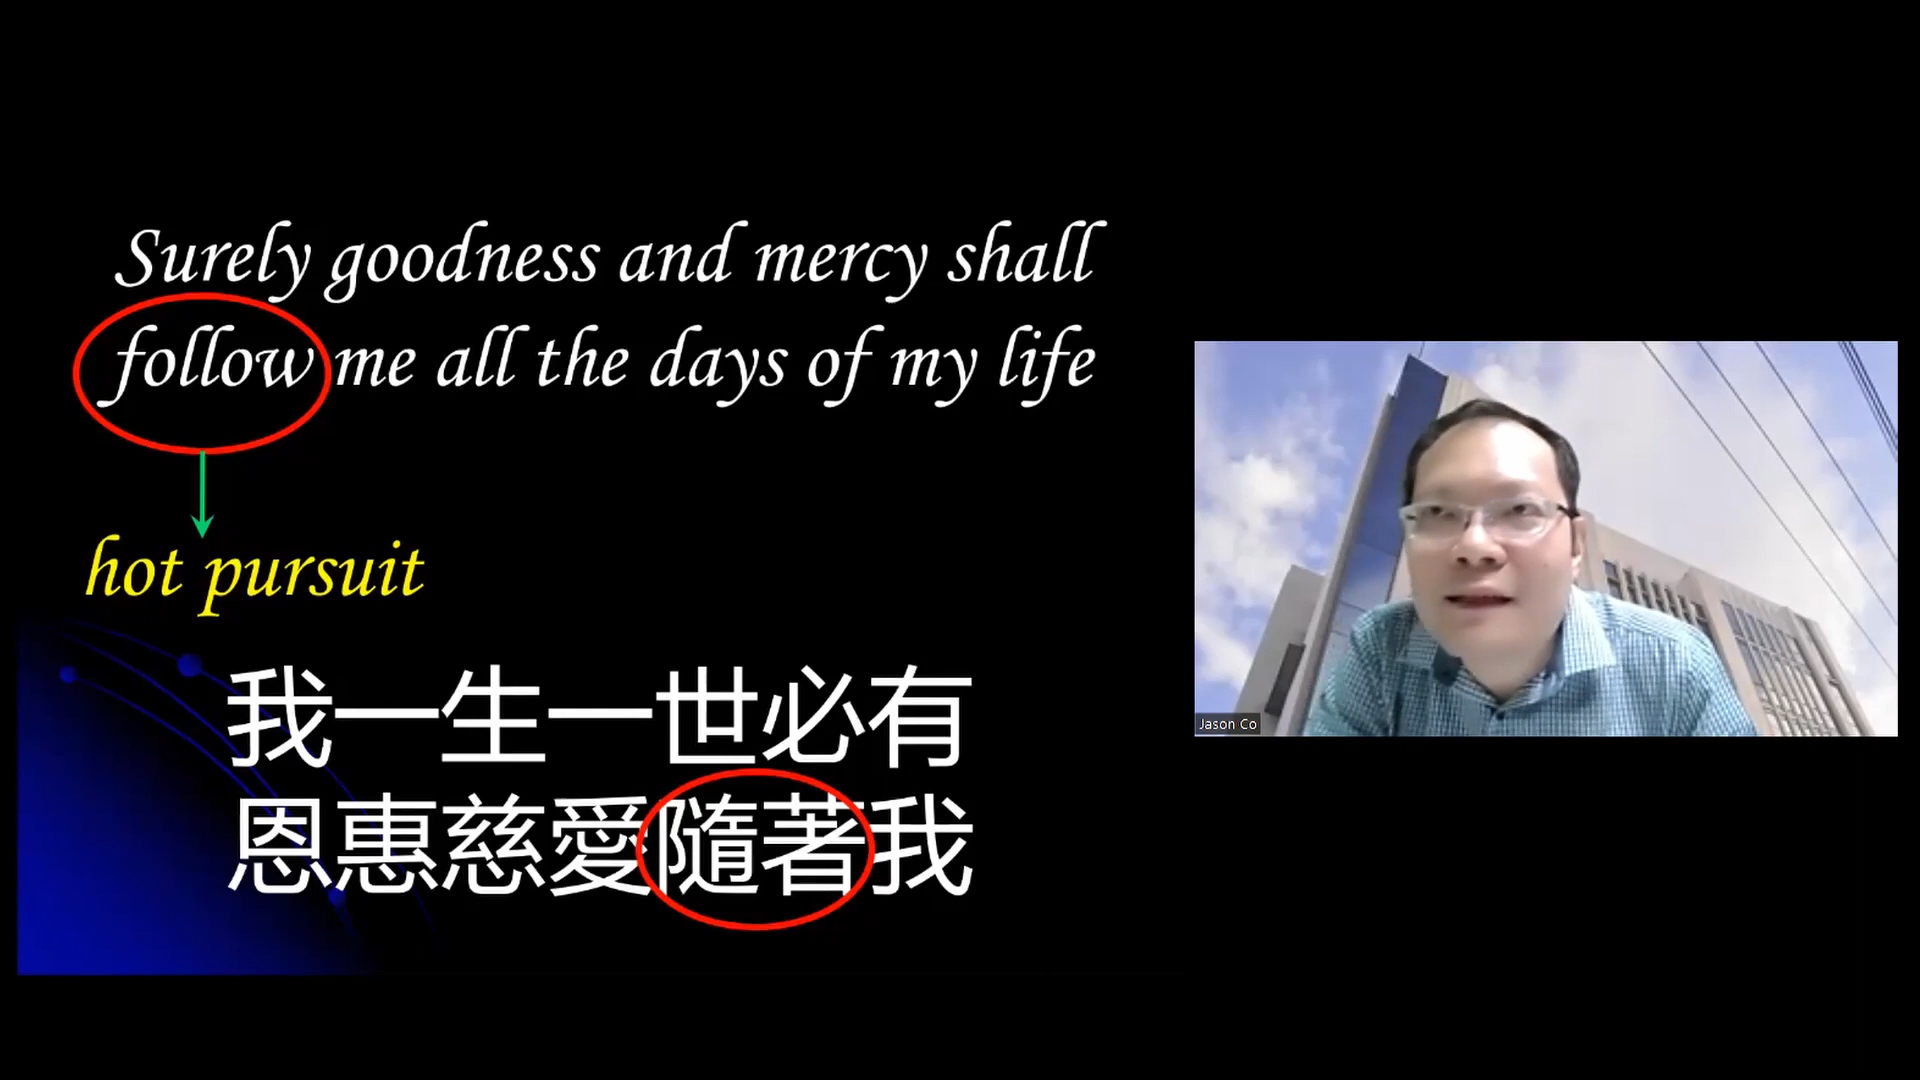 Surely goodness and mercy shall
follow me all the days of my life
hot pursuit
我一生一世必有
恩惠慈愛隨著我
Jason Co